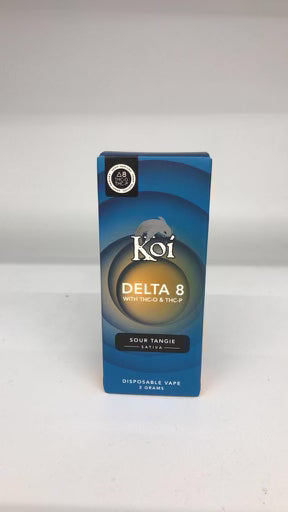 Δ8
THC-O
THC-P
Koi
DELTA 8
WITH THC-O & THC-P
SOUR TANGIE
SATIVA
DISPOSABLE VAPE
2 GRAMS